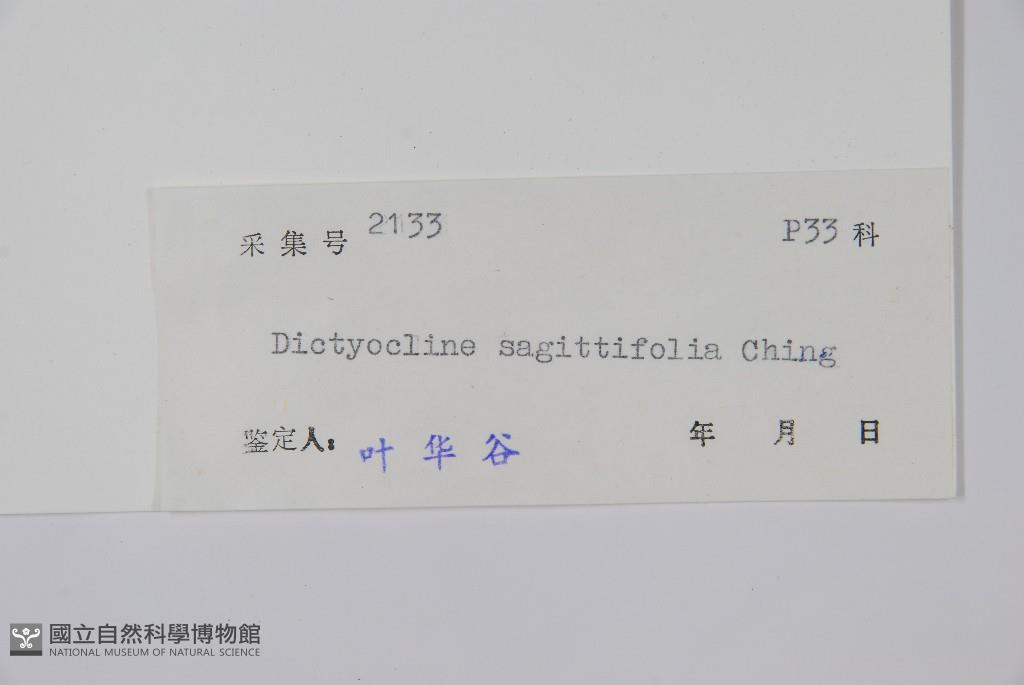 采集号 2133 P33 科
Dictyocline sagittifolia Ching
鉴定人: 叶华谷 年 月 日
國立自然科學博物館
NATIONAL MUSEUM OF NATURAL SCIENCE